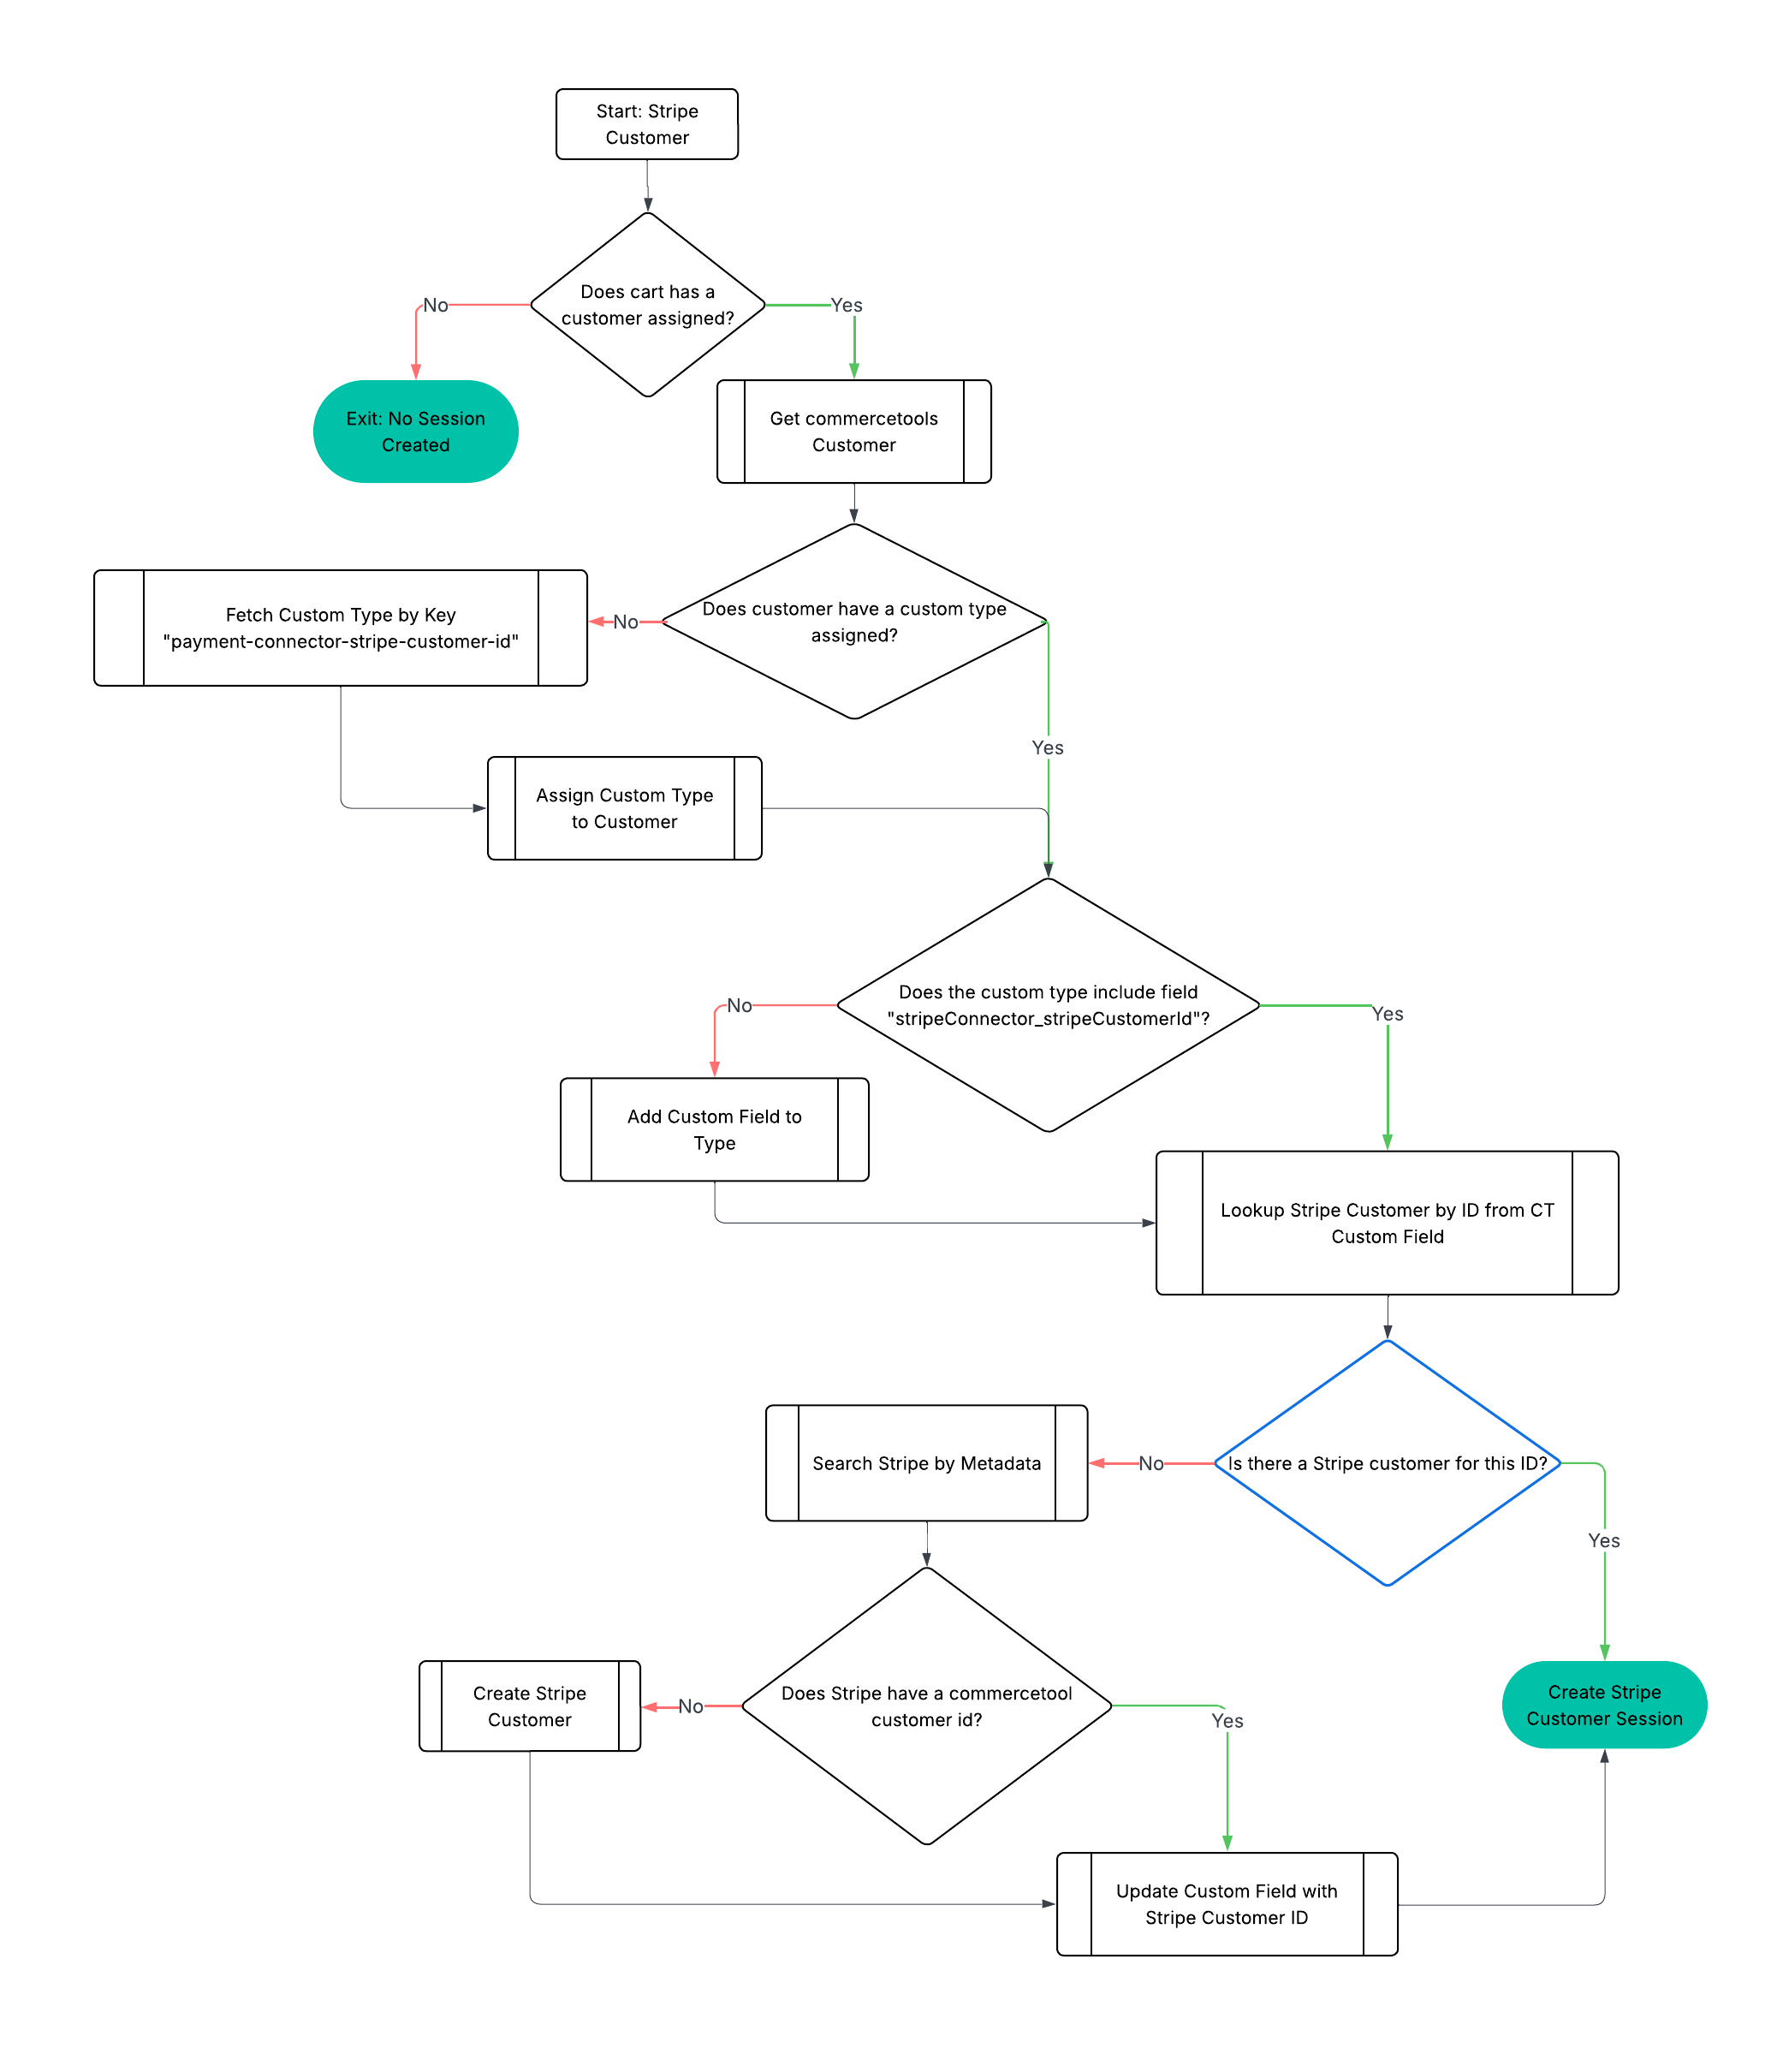 Start: Stripe
Customer
Does cart has a
customer assigned?
No
Yes
Exit: No Session
Created
Get commercetools
Customer
Does customer have a custom type
assigned?
No
Fetch Custom Type by Key
"payment-connector-stripe-customer-id"
Yes
Assign Custom Type
to Customer
Does the custom type include field
"stripeConnector_stripeCustomerId"?
No
Yes
Add Custom Field to
Type
Lookup Stripe Customer by ID from CT
Custom Field
Is there a Stripe customer for this ID?
No
Search Stripe by Metadata
Yes
Does Stripe have a commercetool
customer id?
No
Create Stripe
Customer
Yes
Create Stripe
Customer Session
Update Custom Field with
Stripe Customer ID